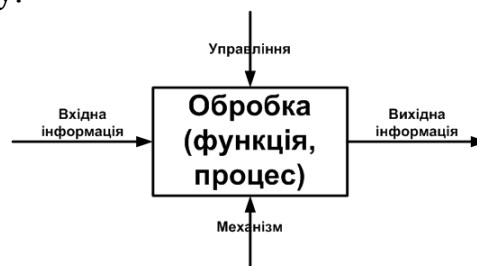 у.
Управління
Вхідна
інформація
Обробка
(функція,
процес)
Вихідна
інформація
Механізм